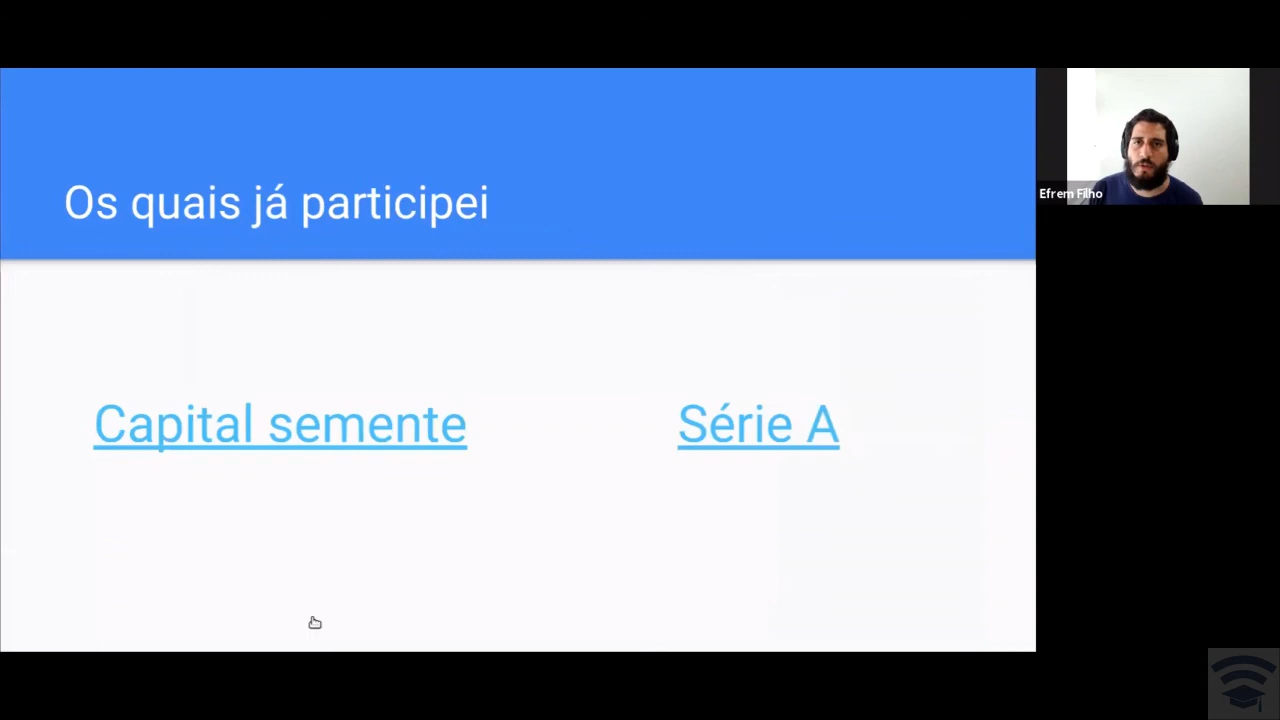 Os quais já participei
Capital semente
Série A
Efrem Filho